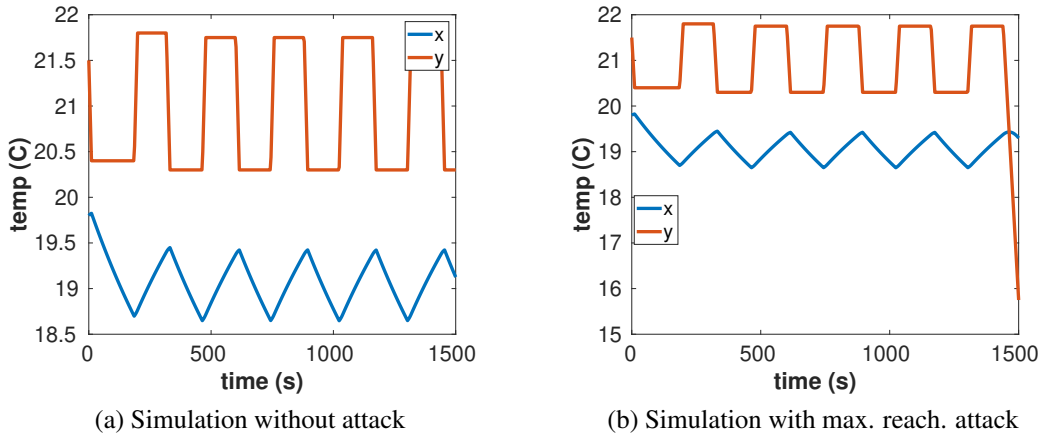 22
21.5
21
20.5
20
19.5
19
18.5
temp (C)
0
500
1000
1500
time (s)
x
y
(a) Simulation without attack
22
21
20
19
18
17
16
15
temp (C)
0
500
1000
1500
time (s)
x
y
(b) Simulation with max. reach. attack